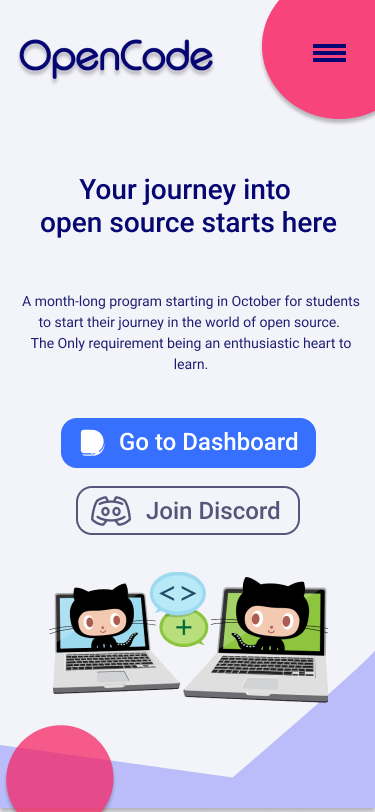 OpenCode
Your journey into
open source starts here
A month-long program starting in October for students
to start their journey in the world of open source.
The Only requirement being an enthusiastic heart to
learn.
Go to Dashboard
Join Discord
<>
+